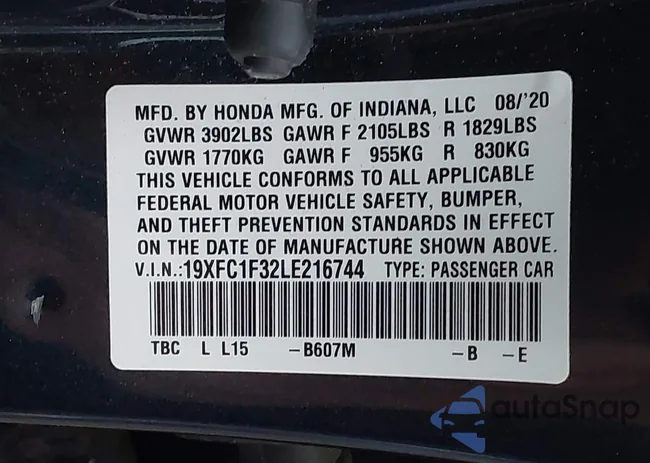 MFD. BY HONDA MFG. OF INDIANA, LLC 08/'20
GVWR 3902LBS GAWR F 2105LBS R 1829LBS
GVWR 1770KG GAWR F 955KG R 830KG
THIS VEHICLE CONFORMS TO ALL APPLICABLE
FEDERAL MOTOR VEHICLE SAFETY, BUMPER,
AND THEFT PREVENTION STANDARDS IN EFFECT
ON THE DATE OF MANUFACTURE SHOWN ABOVE.
V.I.N.:19XFC1F32LE216744 TYPE: PASSENGER CAR
TBC L L15 -B607M -B -E
autoSnap